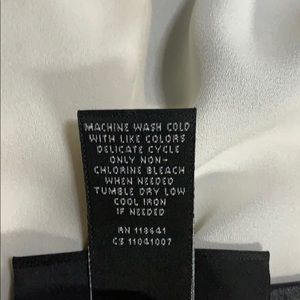 MACHINE WASH COLD
WITH LIKE COLORS
DELICATE CYCLE
ONLY NON-
CHLORINE BLEACH
WHEN NEEDED
TUMBLE DRY LOW
COOL IRON
IF NEEDED
RN 118641
CS 11041007